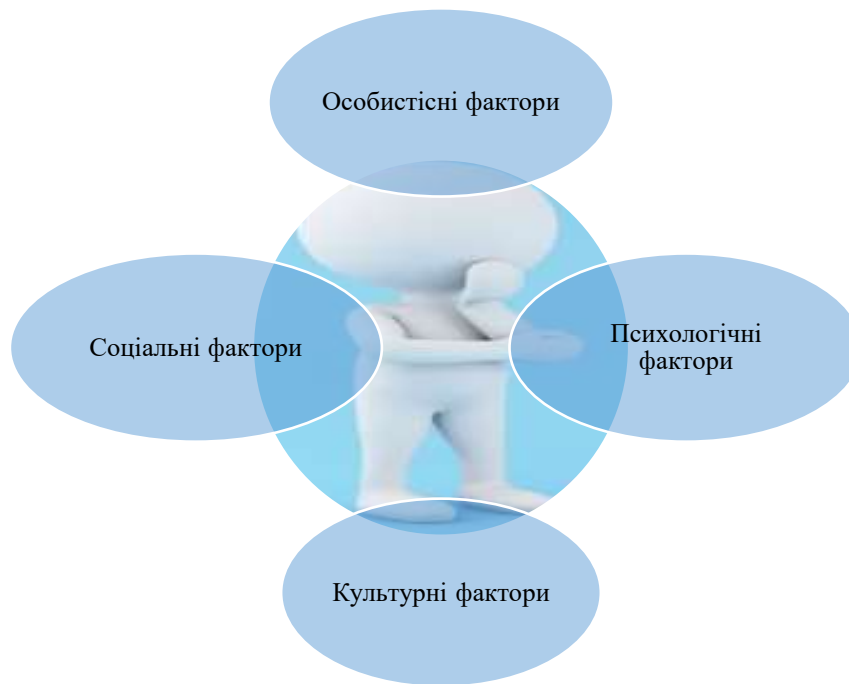 Особистісні фактори
Соціальні фактори
Психологічні
фактори
Культурні фактори